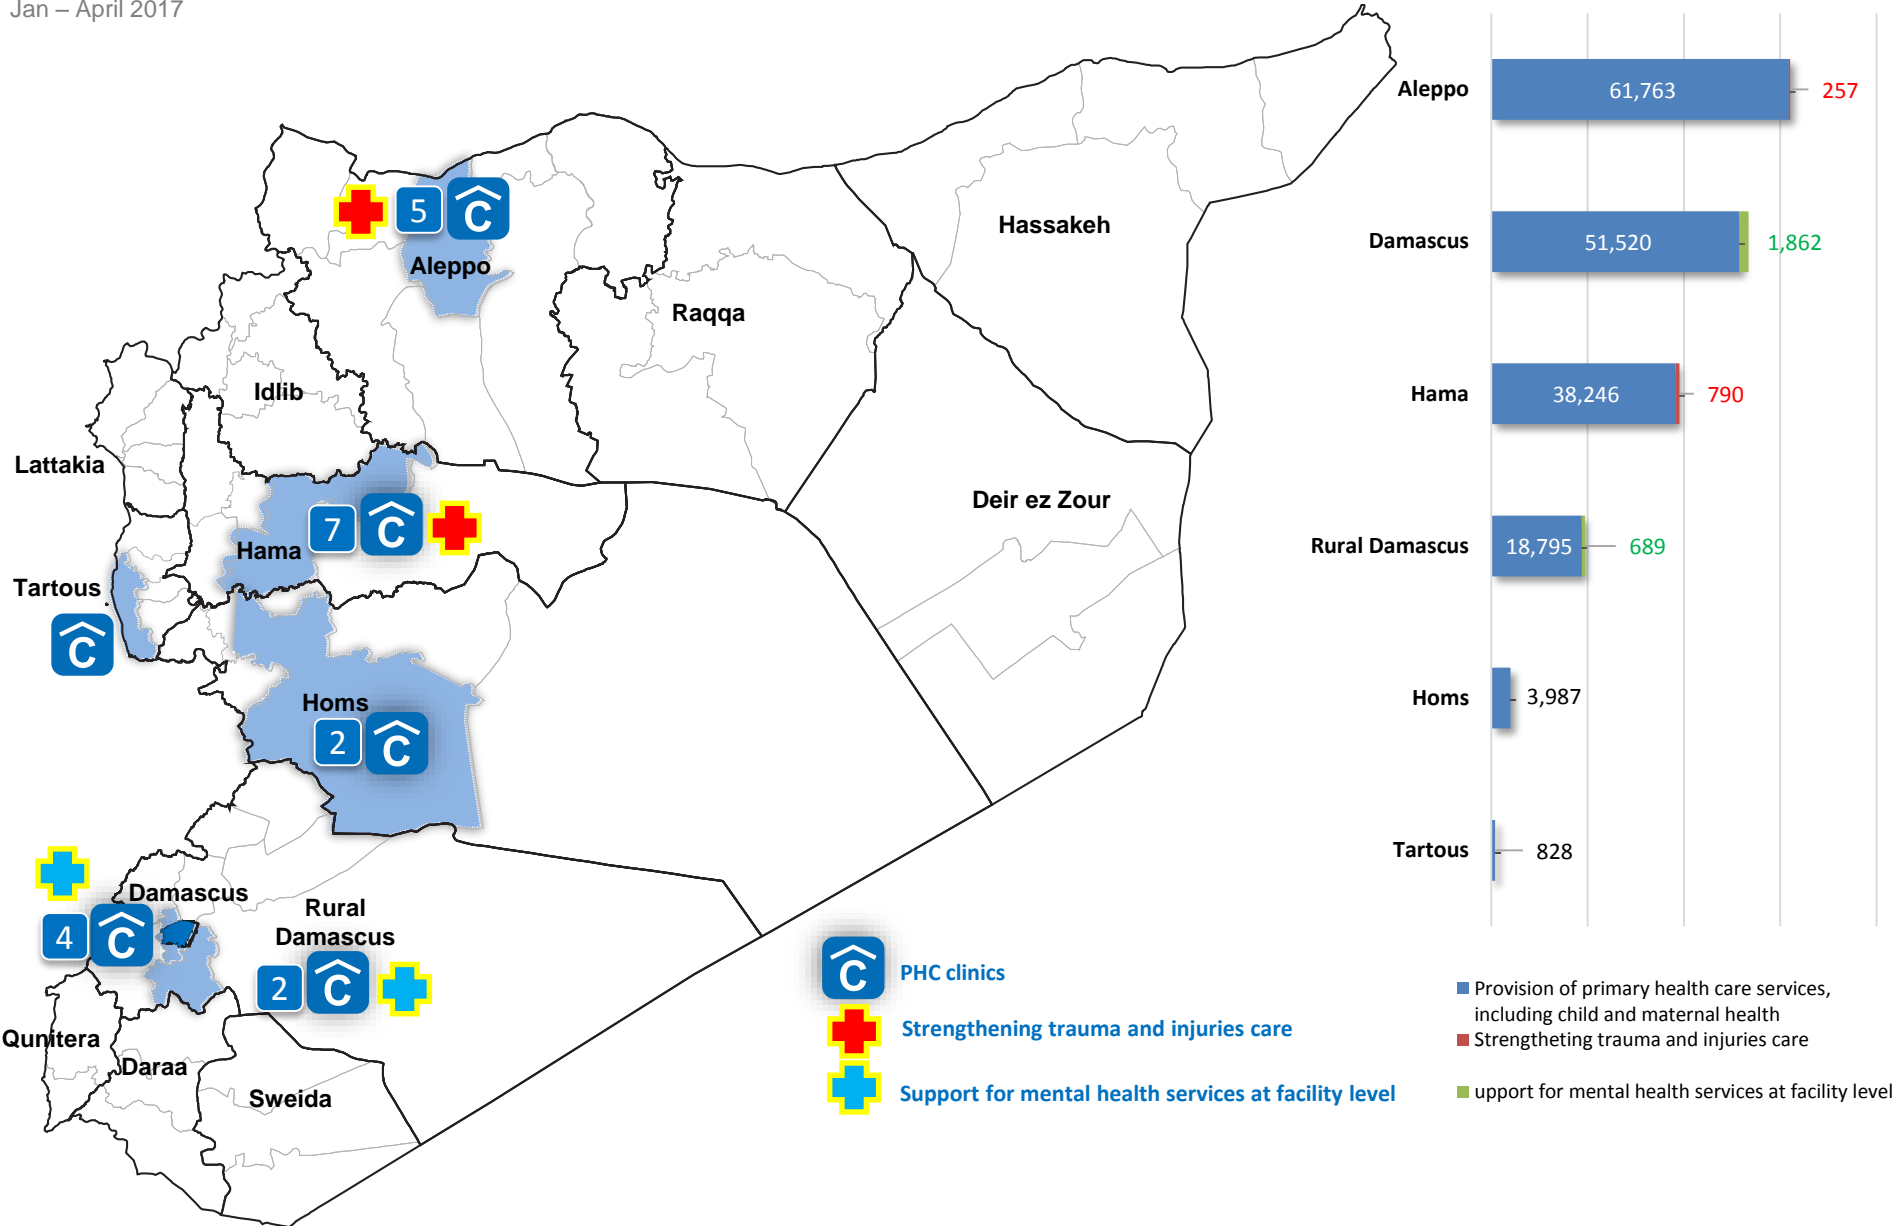 Jan – April 2017
5
C
Aleppo
Hassakeh
Raqqa
Idlib
Lattakia
Deir ez Zour
7
C
Hama
Tartous
C
Homs
2
C
Damascus
4
C
Rural
Damascus
2
C
Qunitera
Daraa
Sweida
C
PHC clinics
Strengthening trauma and injuries care
Support for mental health services at facility level
Aleppo
61,763
257
Damascus
51,520
1,862
Hama
38,246
790
Rural Damascus
18,795
689
Homs
3,987
Tartous
828
Provision of primary health care services,
including child and maternal health
Strengtheting trauma and injuries care
upport for mental health services at facility level